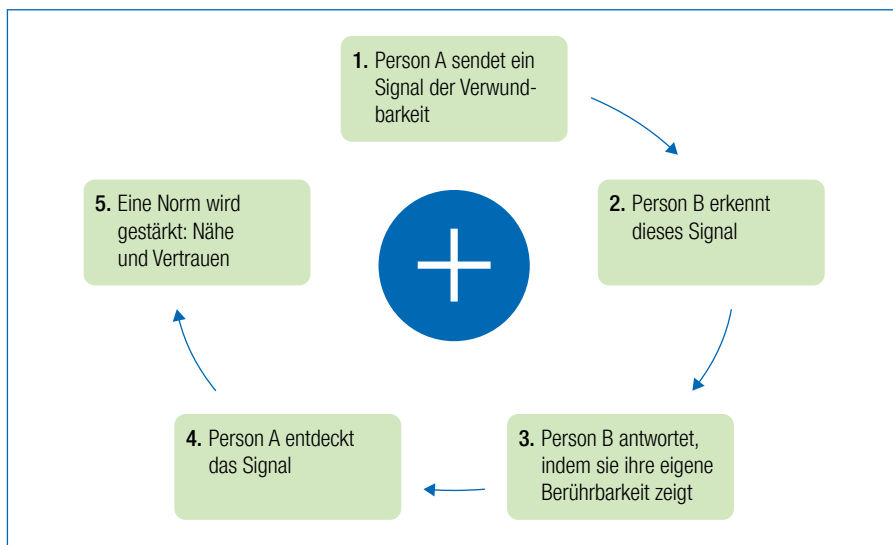 1. Person A sendet ein
Signal der Verwund-
barkeit
2. Person B erkennt
dieses Signal
3. Person B antwortet,
indem sie ihre eigene
Berührbarkeit zeigt
4. Person A entdeckt
das Signal
5. Eine Norm wird
gestärkt: Nähe
und Vertrauen